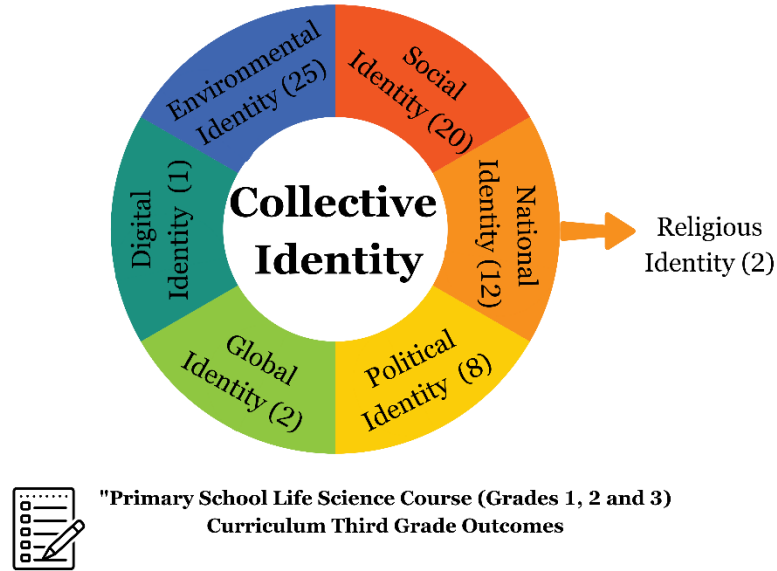 Environmental
Identity (25)
Social
Identity (20)
National
Identity (12)
Religious
Identity (2)
Political
Identity (8)
Global
Identity (2)
Digital
Identity (1)
Collective
Identity
"Primary School Life Science Course (Grades 1, 2 and 3)
Curriculum Third Grade Outcomes